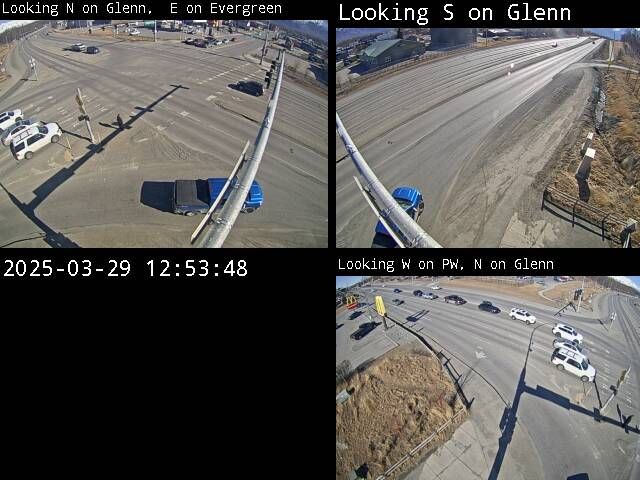 Looking N on Glenn,  E on Evergreen
Looking S on Glenn
2025-03-29 12:53:48
Looking W on PW, N on Glenn